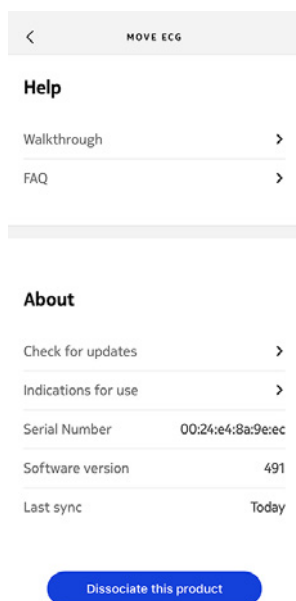 MOVE ECG
Help
Walkthrough
FAQ
About
Check for updates
Indications for use
Serial Number 00:24:e4:8a:9e:ec
Software version 491
Last sync Today
Dissociate this product